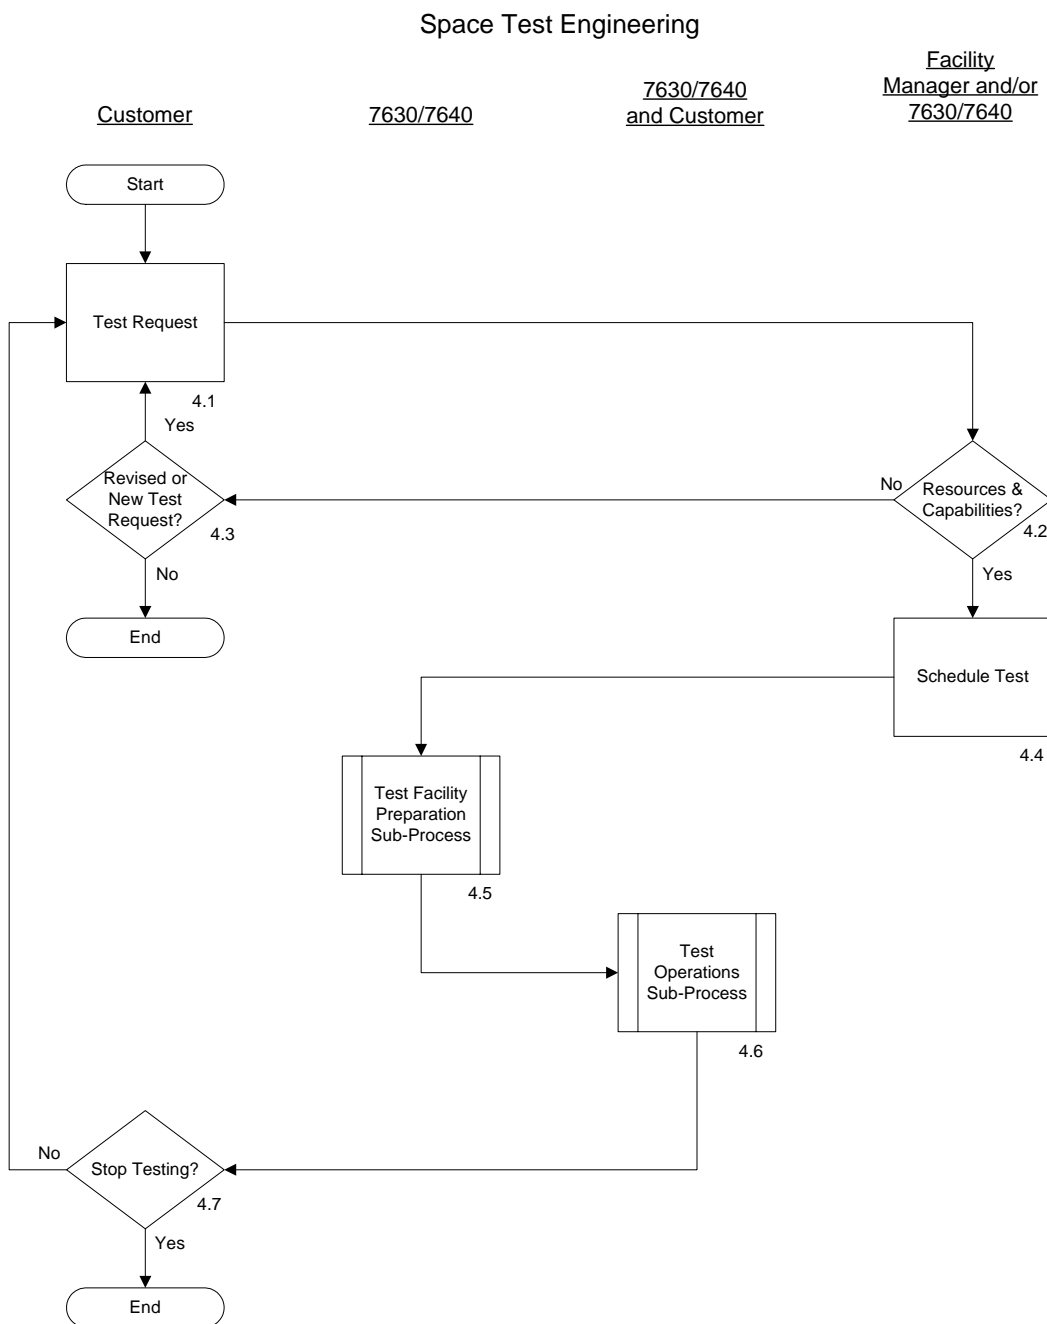 Space Test Engineering
Customer
7630/7640
7630/7640
and Customer
Facility
Manager and/or
7630/7640
Start
Test Request
4.1
Yes
Revised or
New Test
Request?
4.3
No
Resources &
Capabilities?
4.2
No
Yes
End
Schedule Test
4.4
Test Facility
Preparation
Sub-Process
4.5
Test
Operations
Sub-Process
4.6
No
Stop Testing?
4.7
Yes
End